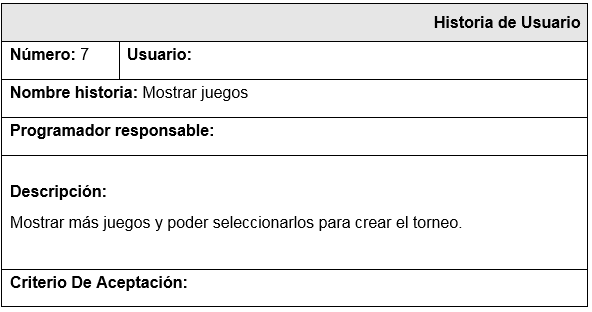 Historia de Usuario
Número: 7 Usuario:
Nombre historia: Mostrar juegos
Programador responsable:
Descripción:
Mostrar más juegos y poder seleccionarlos para crear el torneo.
Criterio De Aceptación: